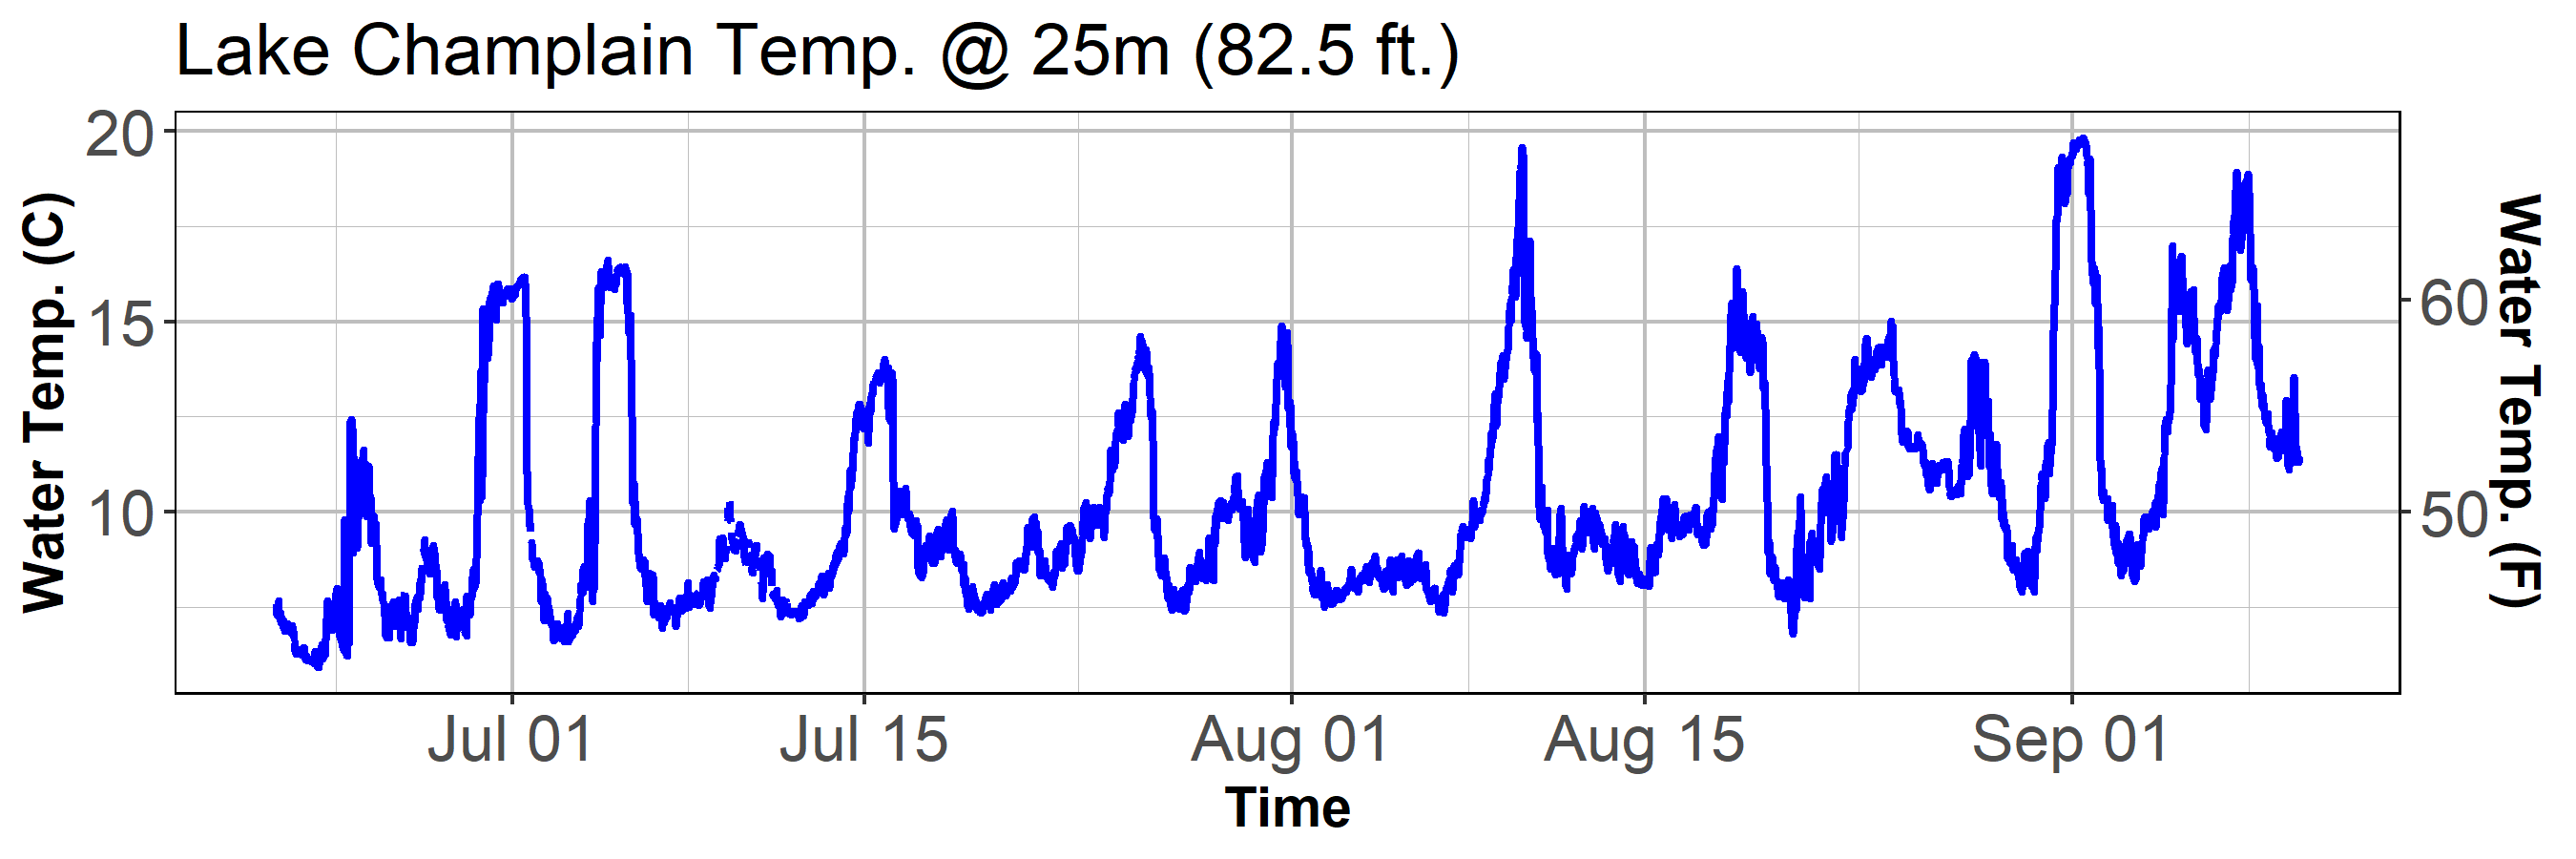 Lake Champlain Temp. @ 25m (82.5 ft.)
Water Temp. (C)
20
15
10
60
50
Water Temp. (F)
Jul 01 Jul 15 Aug 01 Aug 15 Sep 01
Time